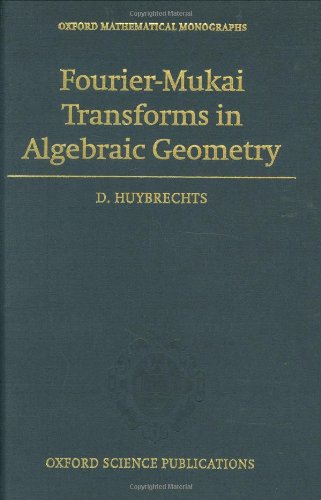 OXFORD MATHEMATICAL MONOGRAPHS
Fourier-Mukai
Transforms in
Algebraic Geometry
D. HUYBRECHTS
OXFORD SCIENCE PUBLICATIONS